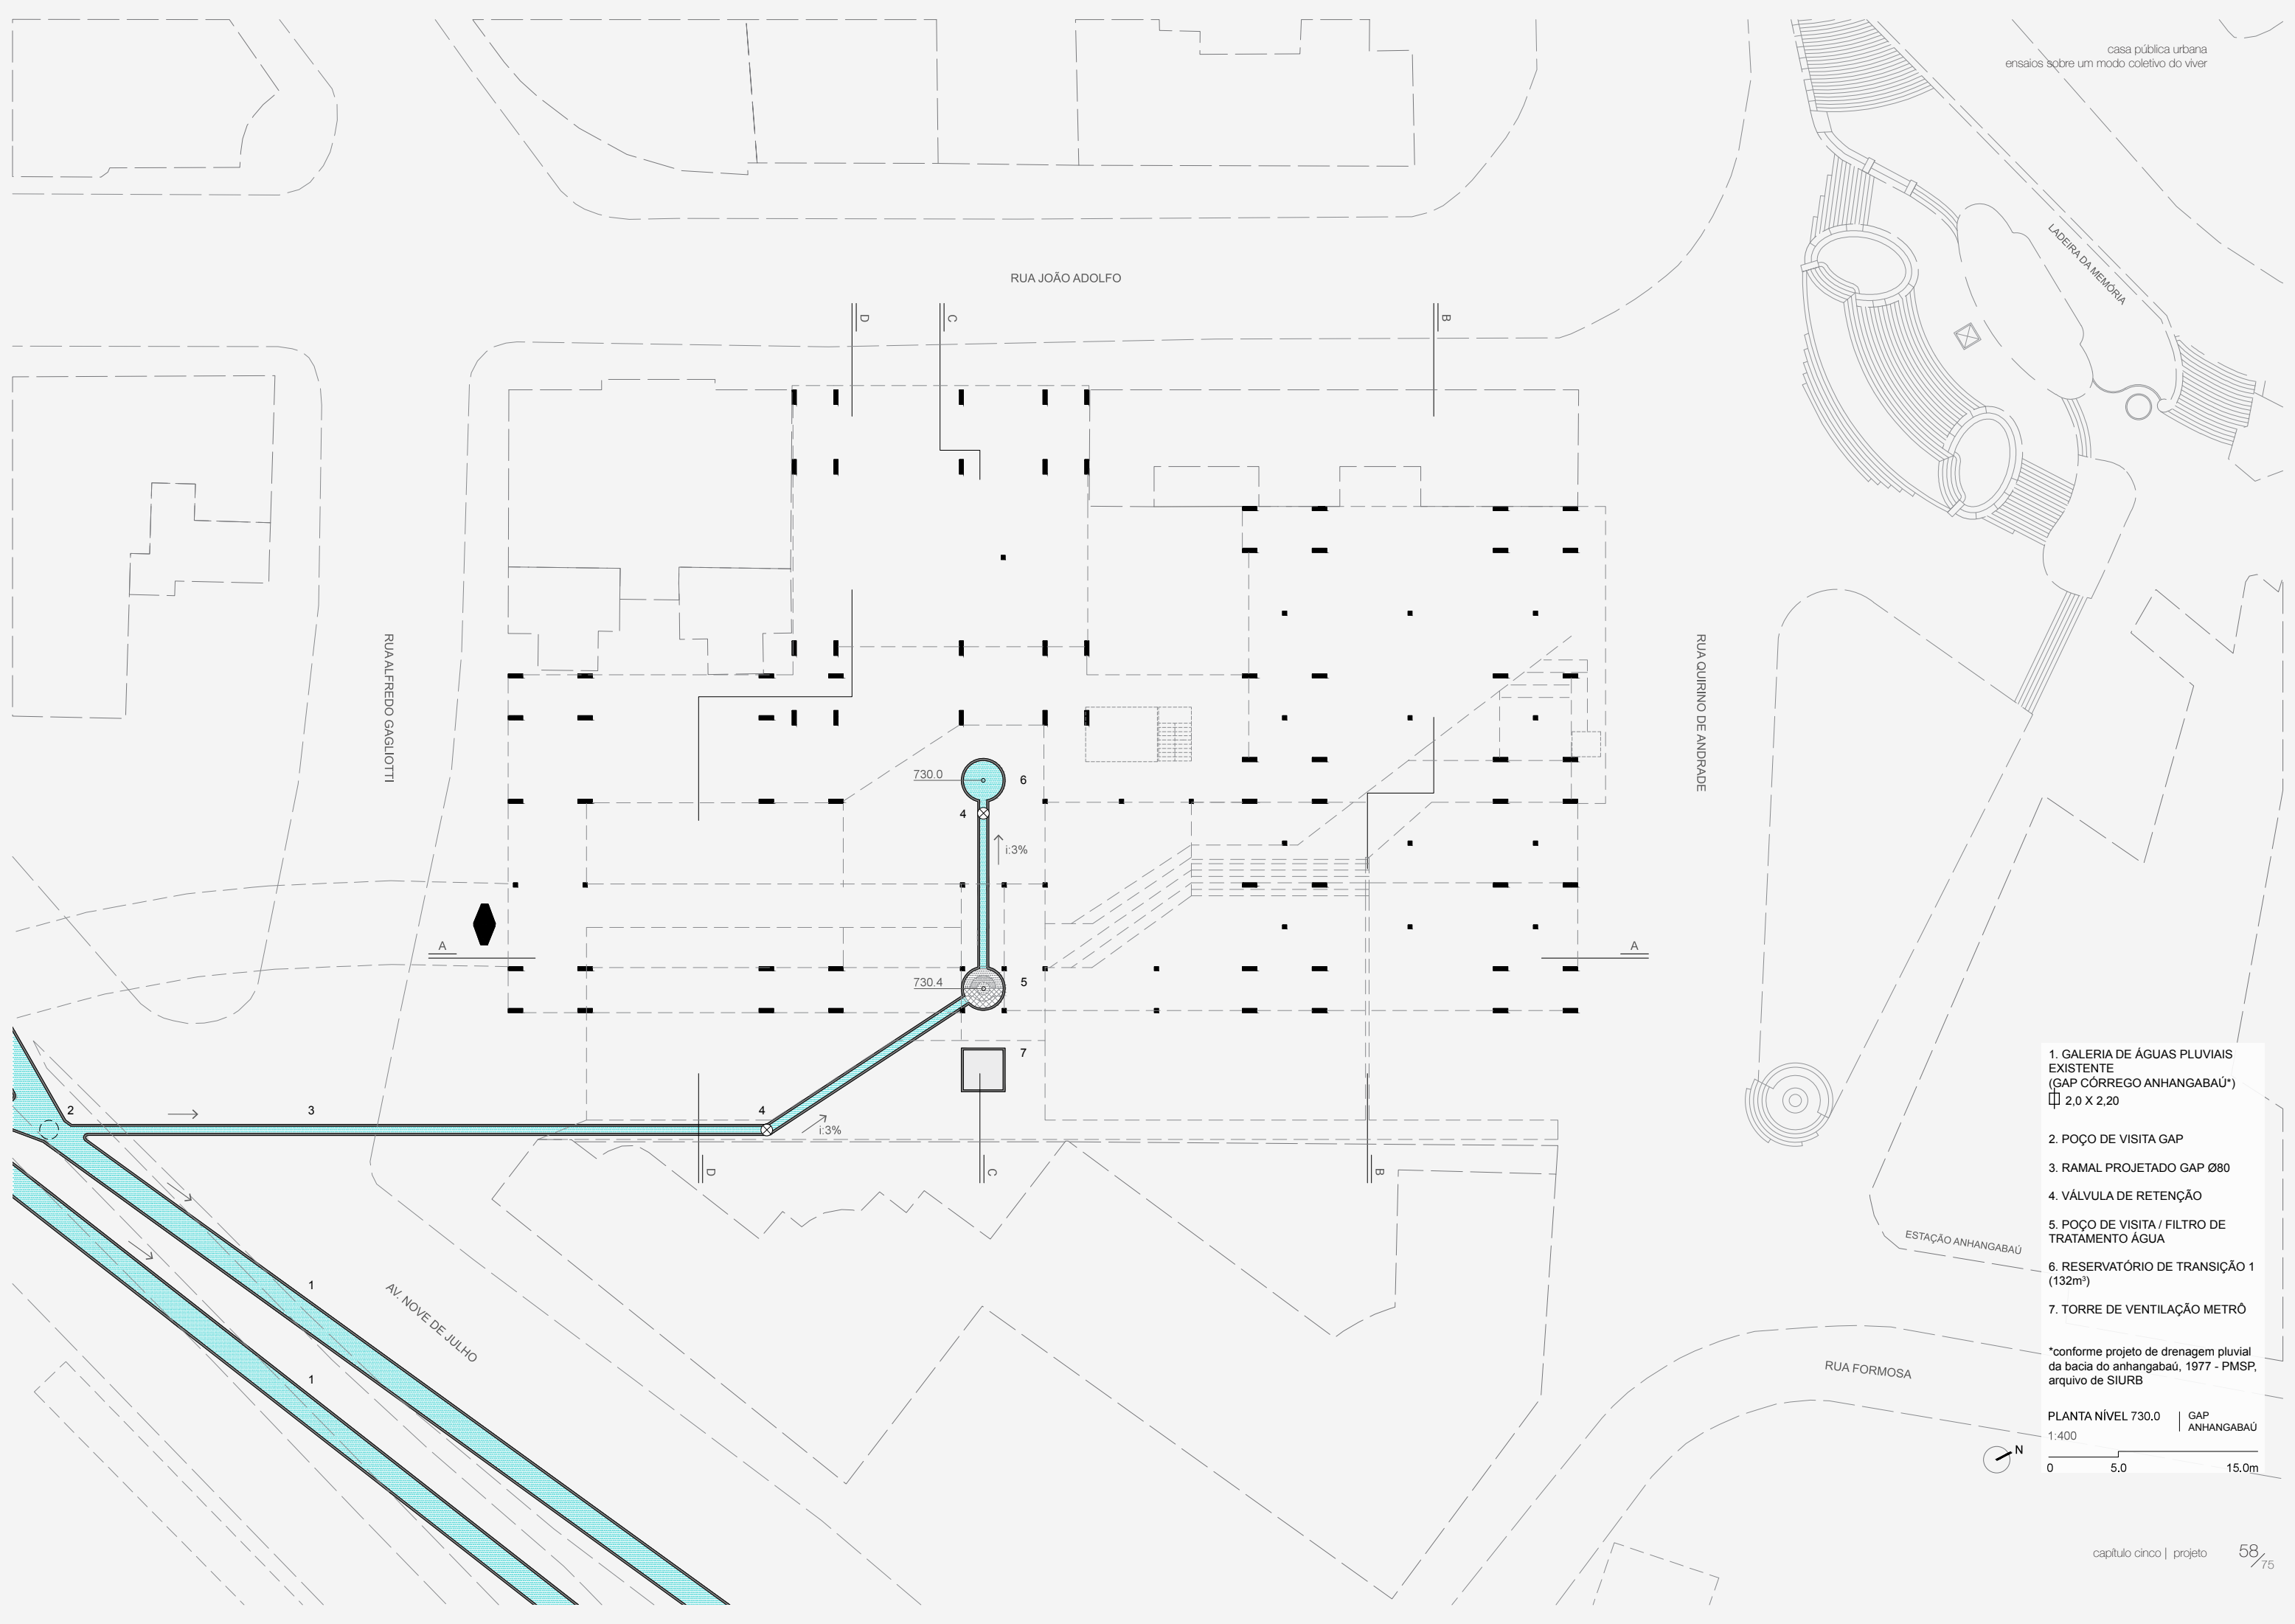 casa pública urbana
ensaios sobre um modo coletivo do viver
LADEIRA DA MEMÓRIA
RUA JOÃO ADOLFO
D
C
B
RUA ALFREDO GAGLIOTTI
RUA QUIRINO DE ANDRADE
730.0
6
4
i:3%
A
A
730.4
5
7
2
3
4
i:3%
D
C
B
1
1
AV. NOVE DE JULHO
ESTAÇÃO ANHANGABAÚ
RUA FORMOSA
1. GALERIA DE ÁGUAS PLUVIAIS
EXISTENTE
(GAP CÓRREGO ANHANGABAÚ*)
2,0 X 2,20
2. POÇO DE VISITA GAP
3. RAMAL PROJETADO GAP Ø80
4. VÁLVULA DE RETENÇÃO
5. POÇO DE VISITA / FILTRO DE
TRATAMENTO ÁGUA
6. RESERVATÓRIO DE TRANSIÇÃO 1
(132m³)
7. TORRE DE VENTILAÇÃO METRÔ
*conforme projeto de drenagem pluvial
da bacia do anhangabaú, 1977 - PMSP,
arquivo de SIURB
PLANTA NÍVEL 730.0
GAP
ANHANGABAÚ
1:400
N
0 5.0 15.0m
capítulo cinco | projeto
58/75